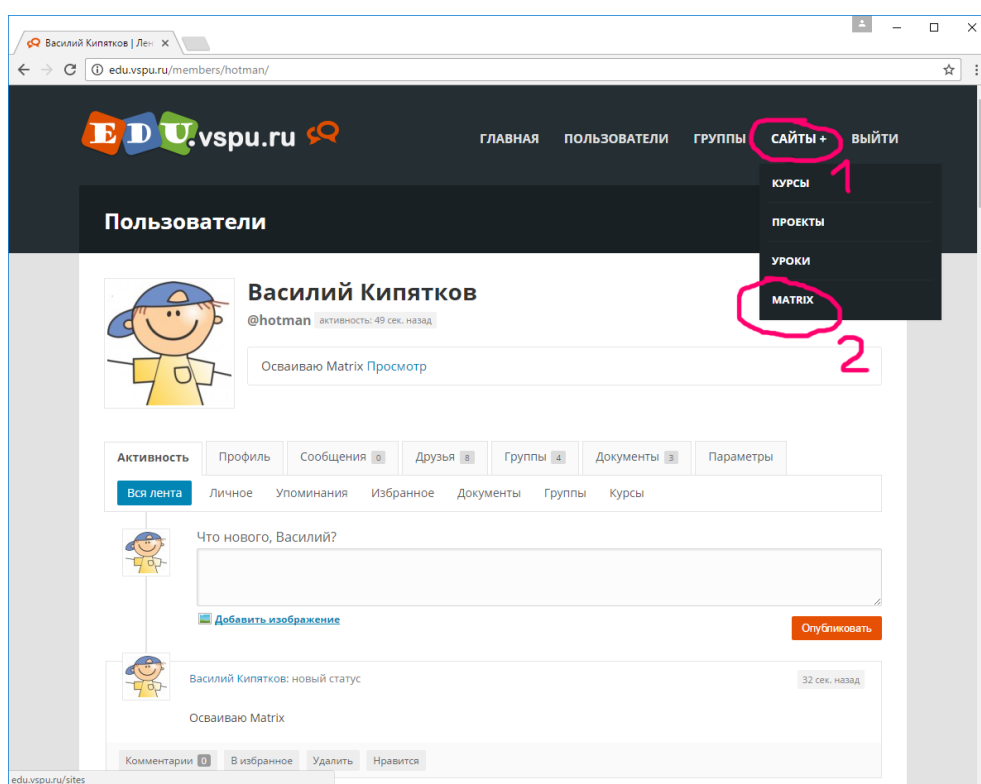 Василий Кипятков | Лен
edu.vspu.ru/members/hotman/
EDU.vspu.ru
ГЛАВНАЯ ПОЛЬЗОВАТЕЛИ ГРУППЫ САЙТЫ + ВЫЙТИ
1
КУРСЫ
Пользователи
ПРОЕКТЫ
УРОКИ
MATRIX
2
Василий Кипятков
@hotman активность: 49 сек. назад
Осваиваю Matrix Просмотр
Активность Профиль Сообщения 0 Друзья 8 Группы 4 Документы 3 Параметры
Вся лента Личное Упоминания Избранное Документы Группы Курсы
Что нового, Василий?
Добавить изображение
Опубликовать
Василий Кипятков: новый статус 32 сек. назад
Осваиваю Matrix
Комментарии 0 В избранное Удалить Нравится
edu.vspu.ru/sites